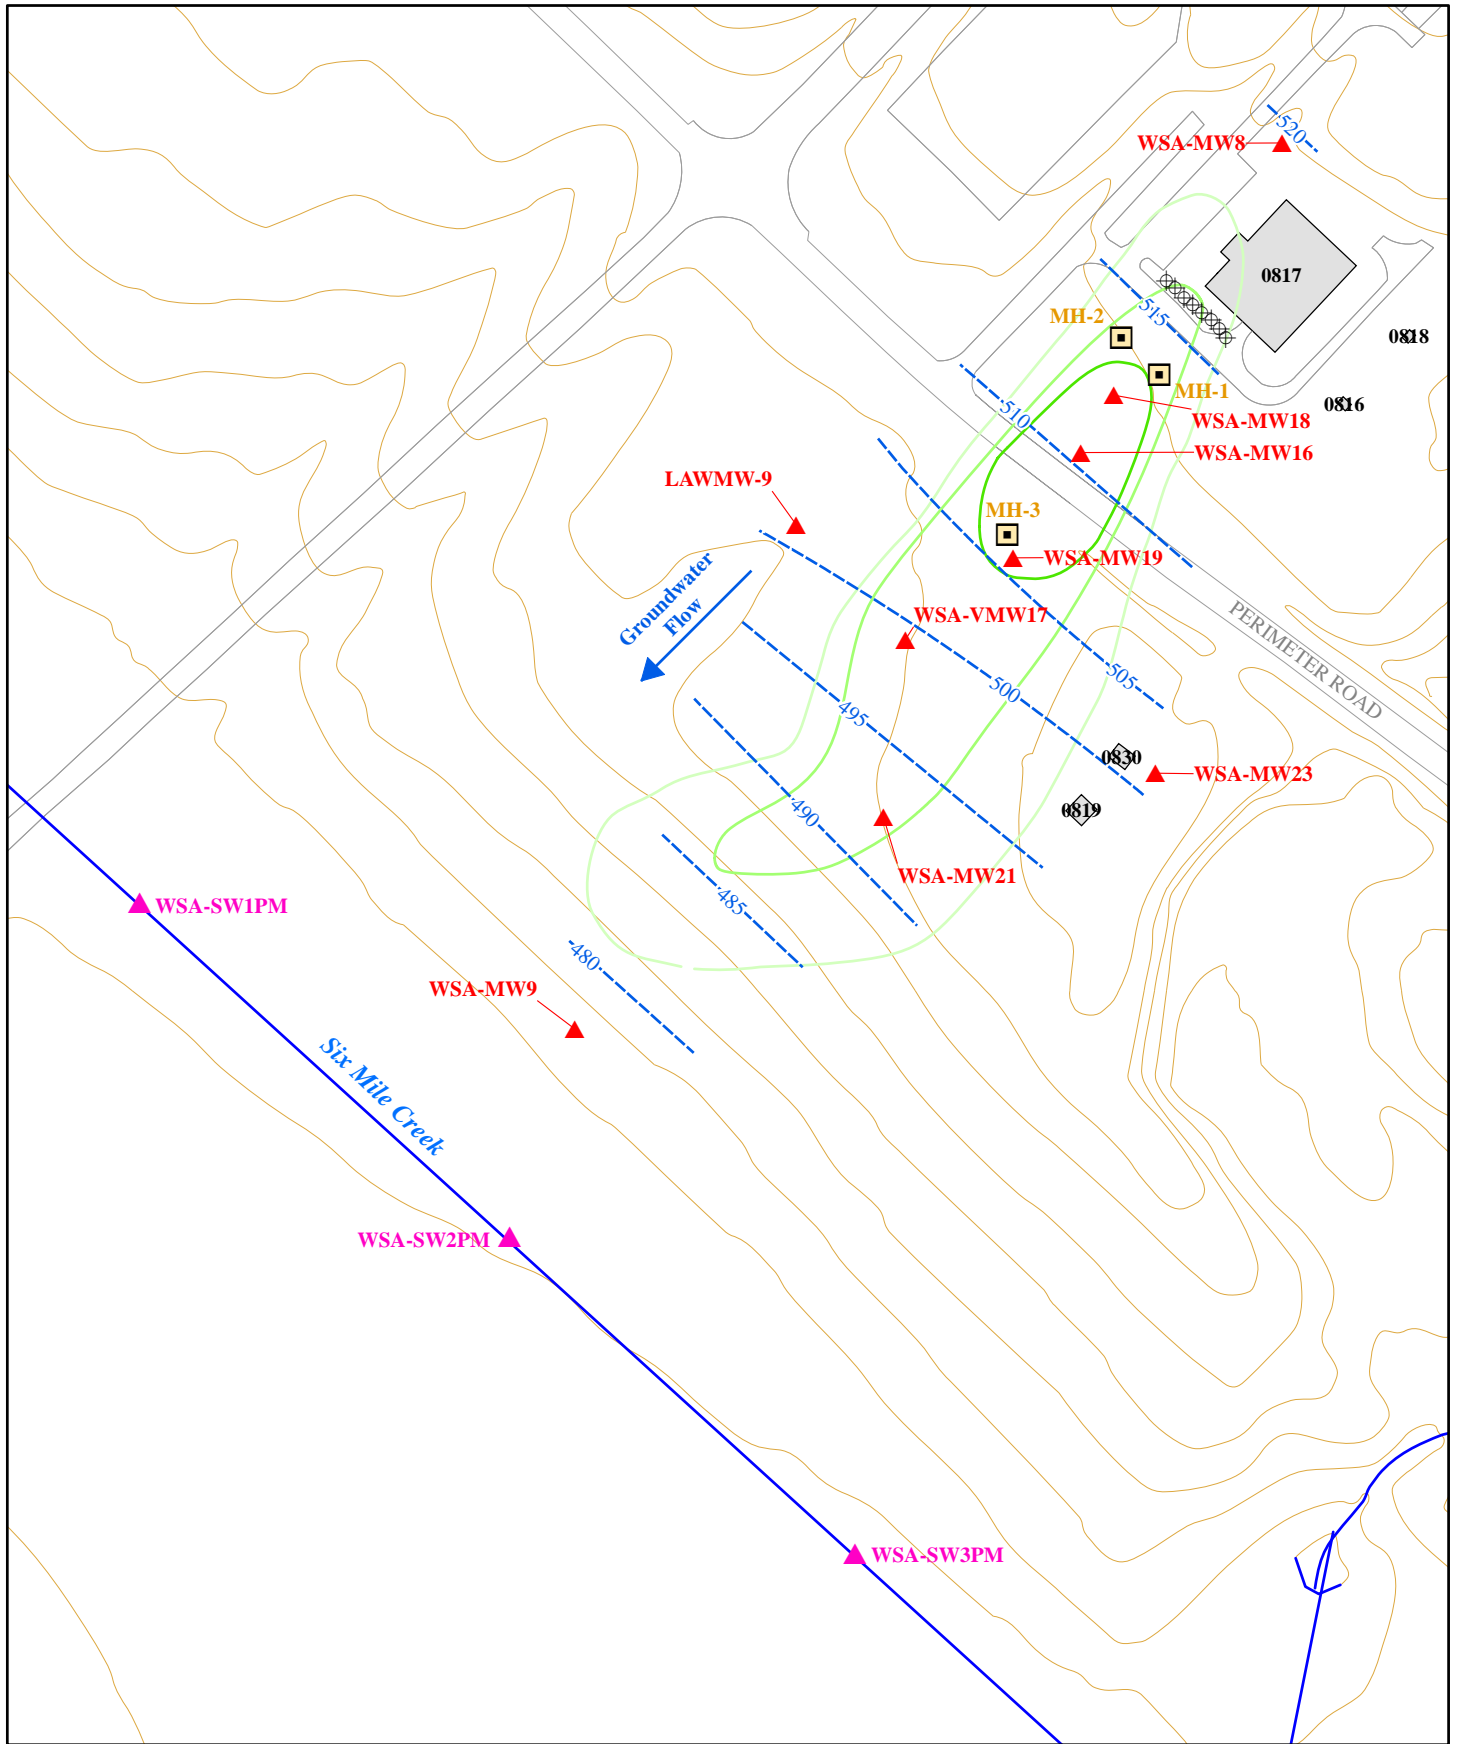 520
WSA-MW8
0817
515
MH-2
0818
MH-1
0816
510
WSA-MW18
WSA-MW16
LAWMW-9
MH-3
WSA-MW19
Groundwater
Flow
WSA-VMW17
PERIMETER ROAD
505
500
495
0830
WSA-MW23
490
0819
WSA-MW21
485
WSA-SW1PM
480
WSA-MW9
Six Mile Creek
WSA-SW2PM
WSA-SW3PM